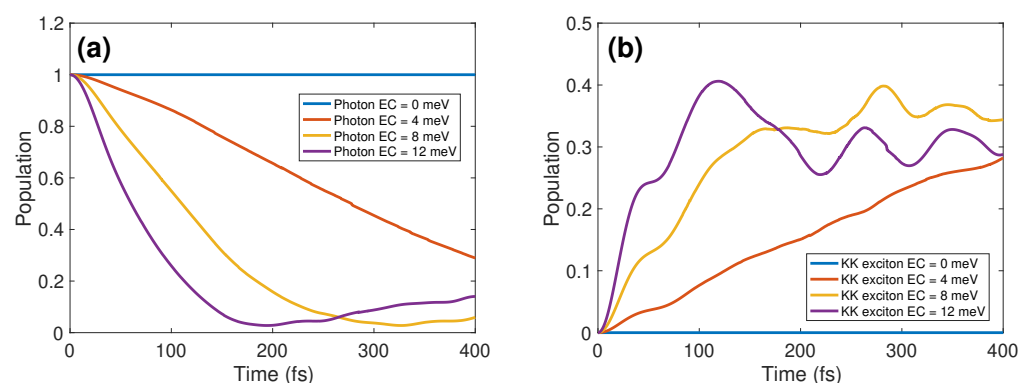 (a)
1.2
1
0.8
0.6
0.4
0.2
0
Population
Photon EC = 0 meV
Photon EC = 4 meV
Photon EC = 8 meV
Photon EC = 12 meV
0 100 200 300 400
Time (fs)
(b)
0.5
0.4
0.3
0.2
0.1
0
Population
KK exciton EC = 0 meV
KK exciton EC = 4 meV
KK exciton EC = 8 meV
KK exciton EC = 12 meV
0 100 200 300 400
Time (fs)